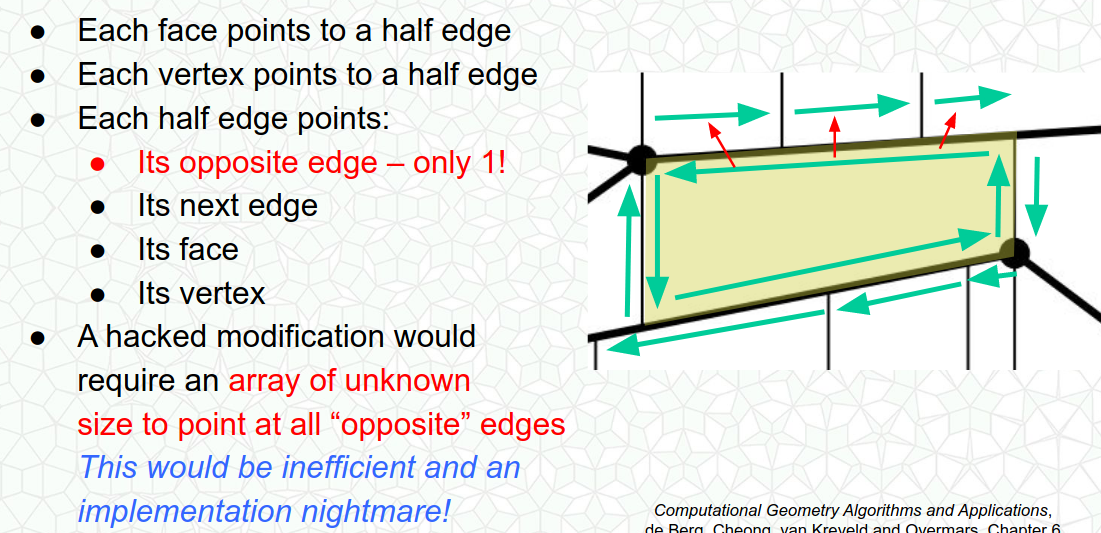 ● Each face points to a half edge
● Each vertex points to a half edge
● Each half edge points:
● Its opposite edge – only 1!
● Its next edge
● Its face
● Its vertex
● A hacked modification would
require an array of unknown
size to point at all “opposite” edges
This would be inefficient and an
implementation nightmare!
Computational Geometry Algorithms and Applications,
de Berg, Cheong, van Kreveld and Overmars, Chapter 6